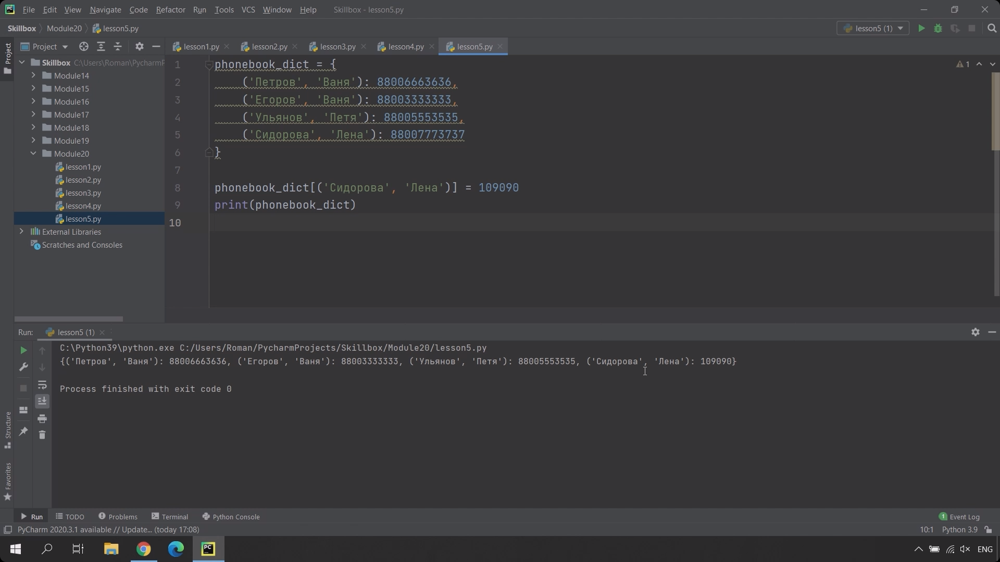 File Edit View Navigate Code Refactor Run Tools VCS Window Help Skillbox - lesson5.py
Skillbox Module20 lesson5.py lesson5 (1)
Project lesson1.py lesson2.py lesson3.py lesson4.py lesson5.py
Project
Skillbox C:\Users\Roman\PycharmP
Module14
Module15
Module16
Module17
Module18
Module19
Module20
lesson1.py
lesson2.py
lesson3.py
lesson4.py
lesson5.py
External Libraries
Scratches and Consoles
1 phonebook_dict = {
2 ('Петров', 'Ваня'): 88006663636,
3 ('Егоров', 'Ваня'): 88003333333,
4 ('Ульянов', 'Петя'): 88005553535,
5 ('Сидорова', 'Лена'): 88007773737
6 }
7
8 phonebook_dict[('Сидорова', 'Лена')] = 109090
9 print(phonebook_dict)
10
1
Run: lesson5 (1)
C:\Python39\python.exe C:/Users/Roman/PycharmProjects/Skillbox/Module20/lesson5.py
{('Петров', 'Ваня'): 88006663636, ('Егоров', 'Ваня'): 88003333333, ('Ульянов', 'Петя'): 88005553535, ('Сидорова', 'Лена'): 109090}
Process finished with exit code 0
Structure
Favorites
Run TODO Problems Terminal Python Console 1 Event Log
PyCharm 2020.3.1 available // Update... (today 17:08) 10:1 Python 3.9
PC ENG